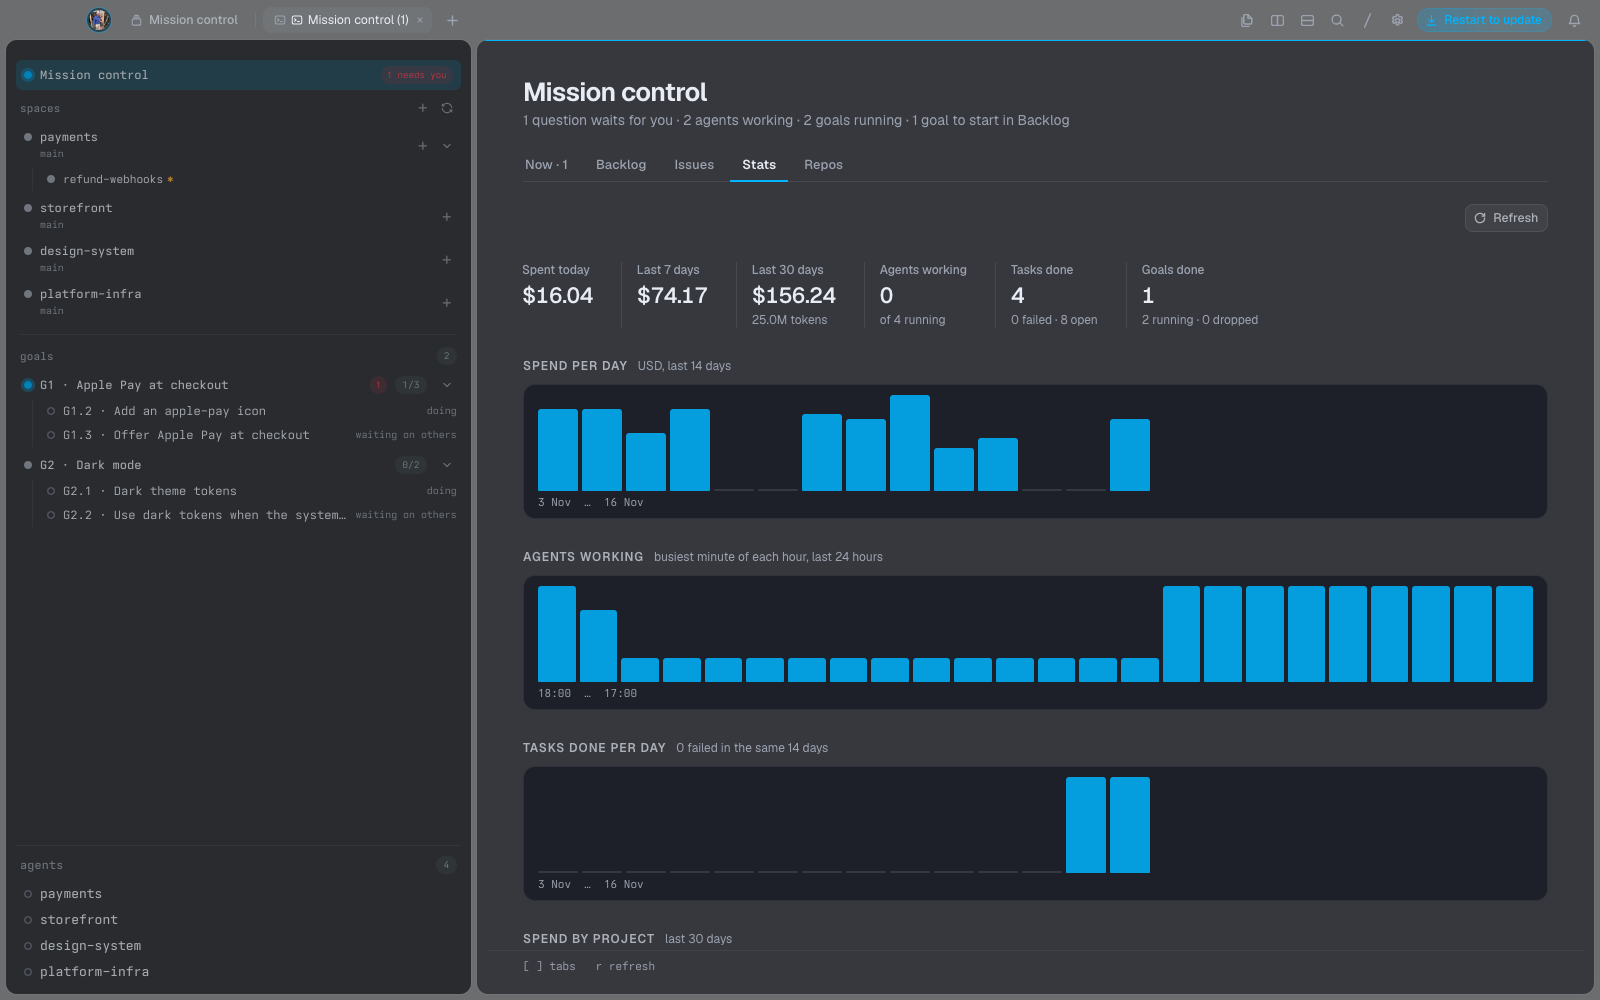 Mission control
Mission control (1)
Restart to update
Mission control
1 needs you
spaces
payments
main
refund-webhooks *
storefront
main
design-system
main
platform-infra
main
goals
2
G1 · Apple Pay at checkout
1
1/3
G1.2 · Add an apple-pay icon
doing
G1.3 · Offer Apple Pay at checkout
waiting on others
G2 · Dark mode
0/2
G2.1 · Dark theme tokens
doing
G2.2 · Use dark tokens when the system…
waiting on others
agents
4
payments
storefront
design-system
platform-infra
Mission control
1 question waits for you · 2 agents working · 2 goals running · 1 goal to start in Backlog
Now · 1
Backlog
Issues
Stats
Repos
Refresh
Spent today
$16.04
Last 7 days
$74.17
Last 30 days
$156.24
25.0M tokens
Agents working
0
of 4 running
Tasks done
4
0 failed · 8 open
Goals done
1
2 running · 0 dropped
SPEND PER DAY USD, last 14 days
3 Nov … 16 Nov
AGENTS WORKING busiest minute of each hour, last 24 hours
18:00 … 17:00
TASKS DONE PER DAY 0 failed in the same 14 days
3 Nov … 16 Nov
SPEND BY PROJECT last 30 days
[ ] tabs r refresh